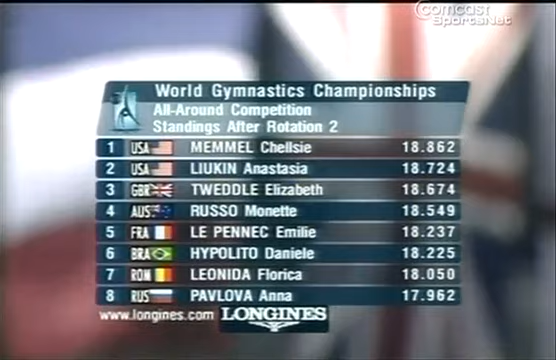 Comcast
SportsNet
World Gymnastics Championships
All-Around Competition
Standings After Rotation 2
1 USA MEMMEL Chellsie 18.862
2 USA LIUKIN Anastasia 18.724
3 GBR TWEDDLE Elizabeth 18.674
4 AUS RUSSO Monette 18.549
5 FRA LE PENNEC Emilie 18.237
6 BRA HYPOLITO Daniele 18.225
7 ROM LEONIDA Florica 18.050
8 RUS PAVLOVA Anna 17.962
www.longines.com LONGINES